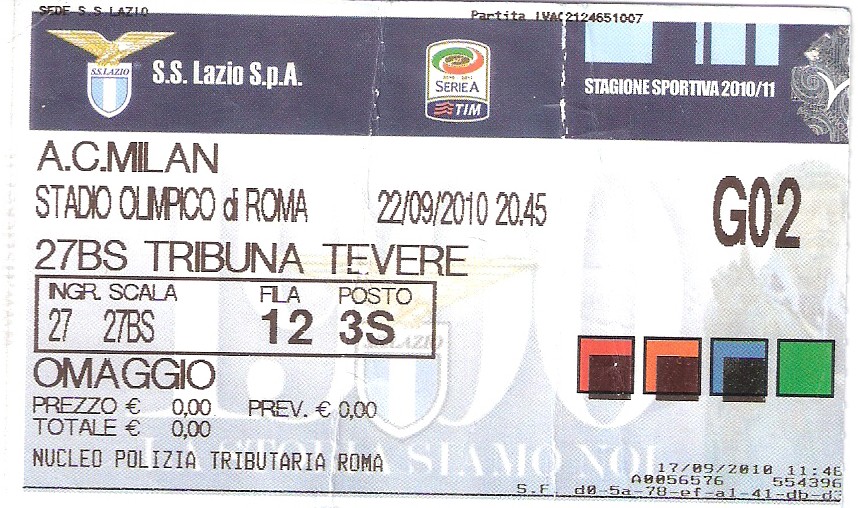 SEDE S.S.LAZIO
Partita IVA02124651007
S.S.LAZIO
S.S. Lazio S.p.A.
SERIE A
TIM
STAGIONE SPORTIVA 2010/11
A.C.MILAN
STADIO OLIMPICO di ROMA 22/09/2010 20.45
G02
27BS TRIBUNA TEVERE
INGR. SCALA FILA POSTO
27 27BS 12 3S
OMAGGIO
PREZZO € 0,00 PREV. € 0,00
TOTALE € 0,00
NUCLEO POLIZIA TRIBUTARIA ROMA
1900
S.S.LAZIO
LA STORIA SIAMO NOI
17/09/2010 11:46
A0056576 554396
S.F d0-5a-78-ef-a1-41-db-d3